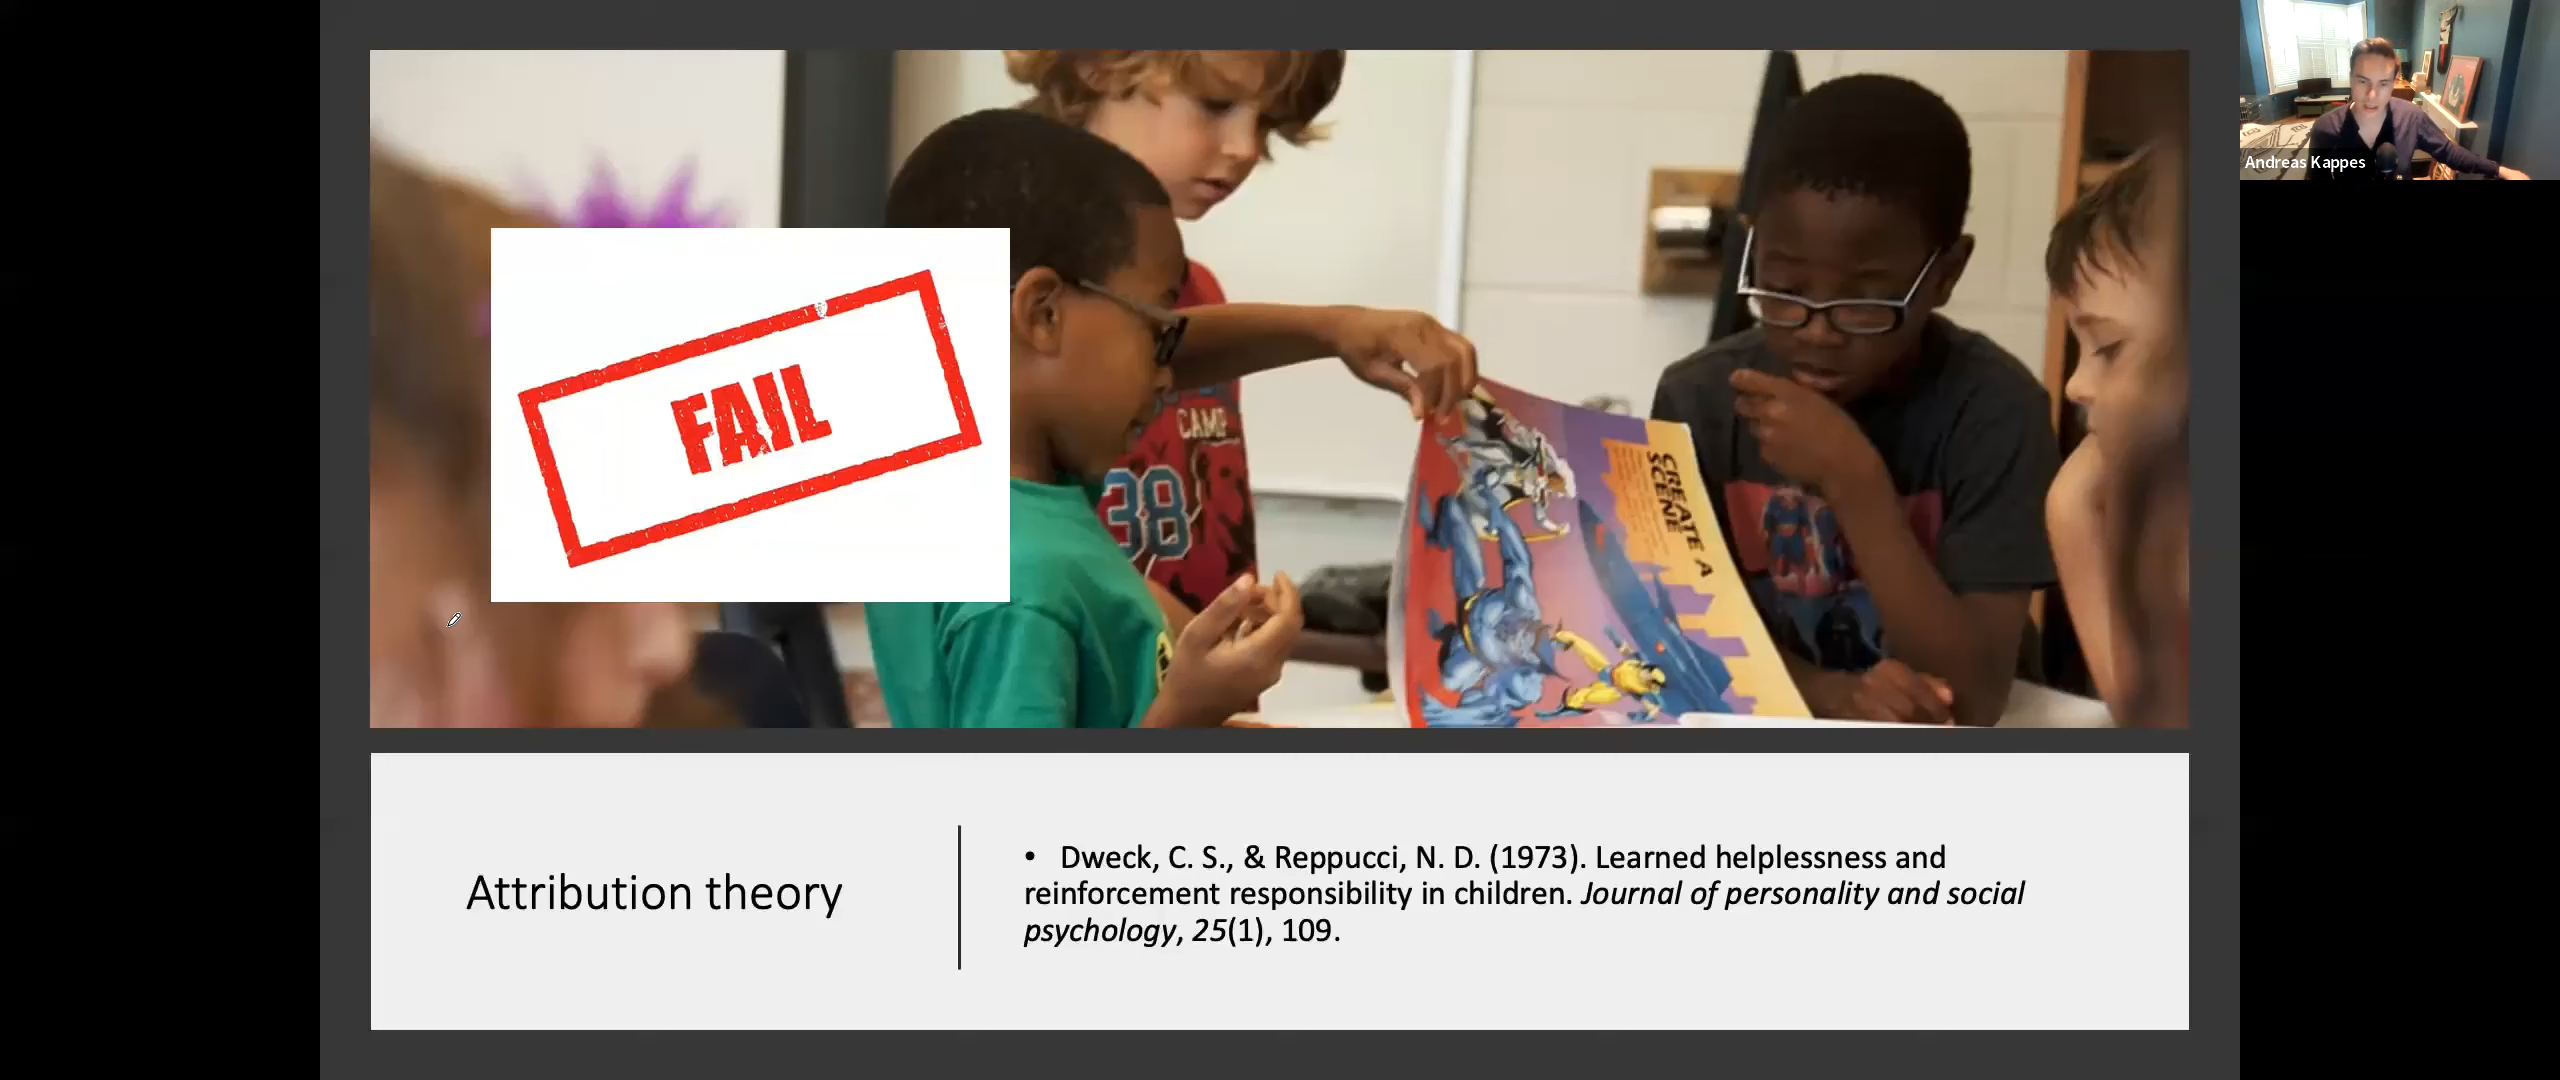 Andreas Kappes
FAIL
CAMP
38
CREATE A
SCENE
Attribution theory
• Dweck, C. S., & Reppucci, N. D. (1973). Learned helplessness and
reinforcement responsibility in children. Journal of personality and social
psychology, 25(1), 109.